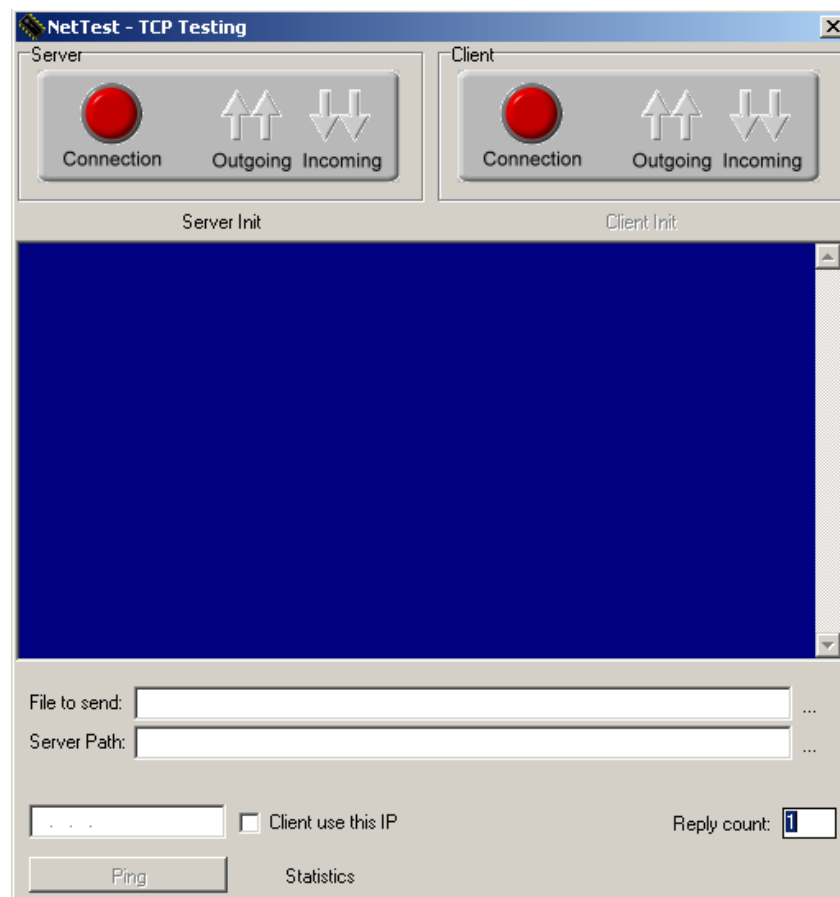 NetTest - TCP Testing
Server
Client
Connection Outgoing Incoming
Connection Outgoing Incoming
Server Init
Client Init
File to send:
...
Server Path:
...
. . .
Client use this IP
Reply count: 1
Ping
Statistics